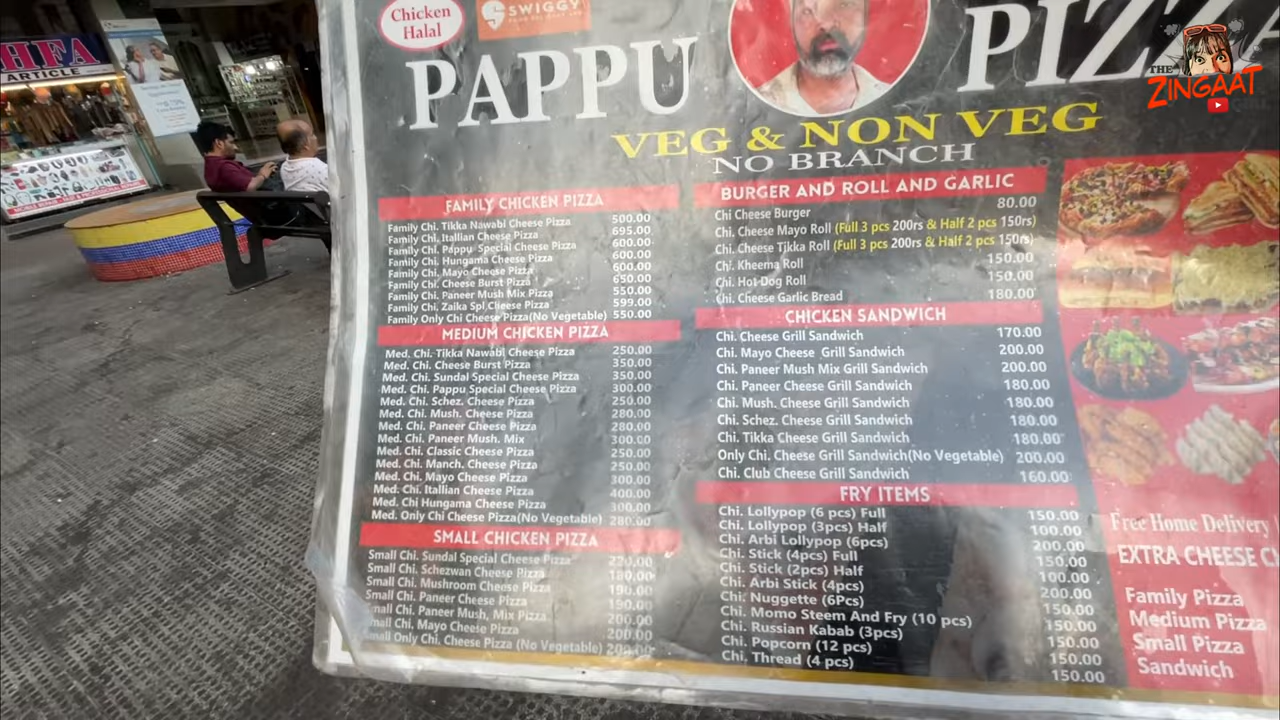 HFA
ARTICLE
Chicken
Halal
SWIGGY
PAPPU PIZZA
THE
ZINGAAT
VEG & NON VEG
NO BRANCH
FAMILY CHICKEN PIZZA
Family Chi. Tikka Nawabi Cheese Pizza 500.00
Family Chi. Itallian Cheese Pizza 695.00
Family Chi. Pappu Special Cheese Pizza 600.00
Family Chi. Hungama Cheese Pizza 600.00
Family Chi. Mayo Cheese Pizza 600.00
Family Chi. Cheese Burst Pizza 650.00
Family Chi. Paneer Mush Mix Pizza 550.00
Family Chi. Zaika Spl Cheese Pizza 599.00
Family Only Chi Cheese Pizza(No Vegetable) 550.00
MEDIUM CHICKEN PIZZA
Med. Chi. Tikka Nawabi Cheese Pizza 250.00
Med. Chi. Cheese Burst Pizza 350.00
Med. Chi. Sundal Special Cheese Pizza 350.00
Med. Chi. Pappu Special Cheese Pizza 300.00
Med. Chi. Schez. Cheese Pizza 250.00
Med. Chi. Mush. Cheese Pizza 280.00
Med. Chi. Paneer Cheese Pizza 280.00
Med. Chi. Paneer Mush. Mix 300.00
Med. Chi. Classic Cheese Pizza 250.00
Med. Chi. Manch. Cheese Pizza 250.00
Med. Chi. Mayo Cheese Pizza 300.00
Med. Chi. Itallian Cheese Pizza 400.00
Med. Chi Hungama Cheese Pizza 300.00
Med. Only Chi Cheese Pizza(No Vegetable) 280.00
SMALL CHICKEN PIZZA
Small Chi. Sundal Special Cheese Pizza 220.00
Small Chi. Schezwan Cheese Pizza 180.00
Small Chi. Mushroom Cheese Pizza 190.00
Small Chi. Paneer Chese Pizza 190.00
Small Chi. Paneer Mush, Mix Pizza 200.00
Small Chi. Mayo Cheese Pizza 200.00
Small Only Chi. Cheese Pizza (No Vegetable) 200.00
BURGER AND ROLL AND GARLIC
Chi Cheese Burger 80.00
Chi. Cheese Mayo Roll (Full 3 pcs 200rs & Half 2 pcs 150rs)
Chi. Cheese Tjkka Roll (Full 3 pcs 200rs & Half 2 pcs 150rs)
Chi. Kheema Roll 150.00
Chi. Hot Dog Roll 150.00
Chi. Cheese Garlic Bread 180.00
CHICKEN SANDWICH
Chi. Cheese Grill Sandwich 170.00
Chi. Mayo Cheese Grill Sandwich 200.00
Chi. Paneer Mush Mix Grill Sandwich 200.00
Chi. Paneer Cheese Grill Sandwich 180.00
Chi. Mush. Cheese Grill Sandwich 180.00
Chi. Schez. Cheese Grill Sandwich 180.00
Chi. Tikka Cheese Grill Sandwich 180.00
Only Chi. Cheese Grill Sandwich(No Vegetable) 200.00
Chi. Club Cheese Grill Sandwich 160.00
FRY ITEMS
Chi. Lollypop (6 pcs) Full 150.00
Chi. Lollypop (3pcs) Half 100.00
Chi. Arbi Lollypop (6pcs) 200.00
Chi. Stick (4pcs) Full 150.00
Chi. Stick (2pcs) Half 100.00
Chi. Arbi Stick (4pcs) 200.00
Chi. Nuggette (6Pcs) 150.00
Chi. Momo Steem And Fry (10 pcs) 150.00
Chi. Russian Kabab (3pcs) 150.00
Chi. Popcorn (12 pcs) 150.00
Chi. Thread (4 pcs) 150.00
Free Home Delivery
EXTRA CHEESE C
Family Pizza
Medium Pizza
Small Pizza
Sandwich